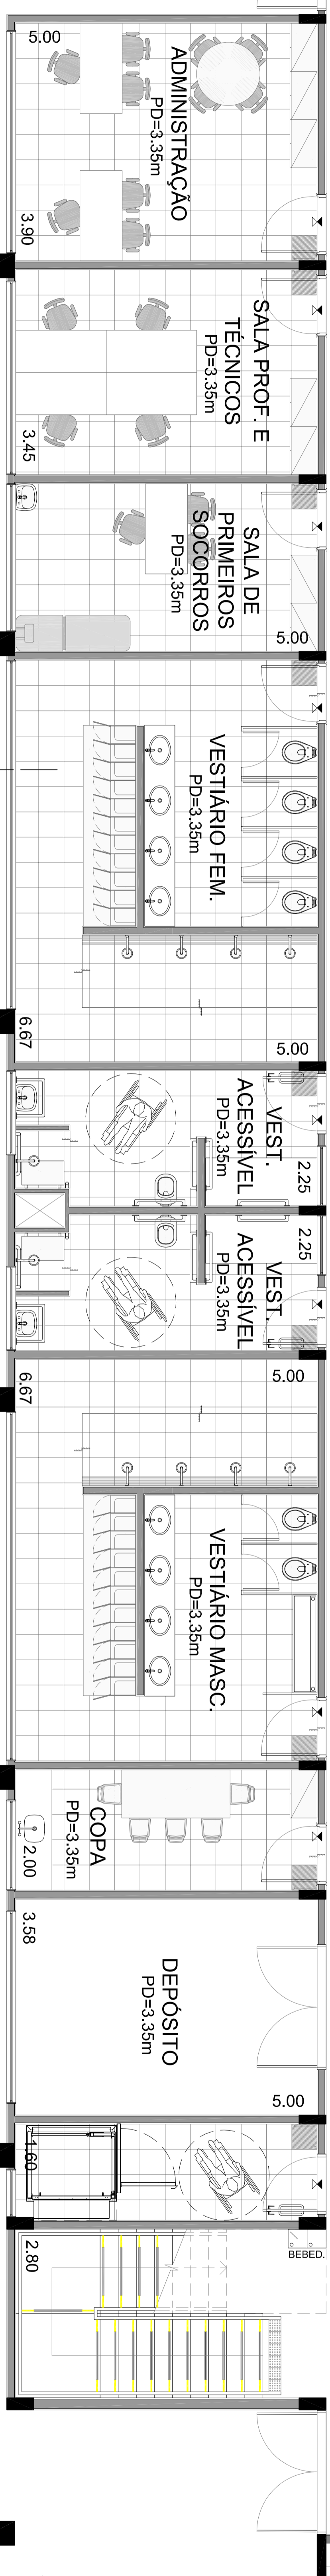 5.00
ADMINISTRAÇÃO
PD=3.35m
3.90
SALA PROF. E
TÉCNICOS
PD=3.35m
3.45
SALA DE
PRIMEIROS
SOCORROS
PD=3.35m
5.00
VESTIÁRIO FEM.
PD=3.35m
6.67
5.00
VEST.
ACESSÍVEL
PD=3.35m
2.25
VEST.
ACESSÍVEL
PD=3.35m
2.25
6.67
5.00
VESTIÁRIO MASC.
PD=3.35m
COPA
PD=3.35m
2.00
3.58
DEPÓSITO
PD=3.35m
5.00
1.60
BEBED.
2.80